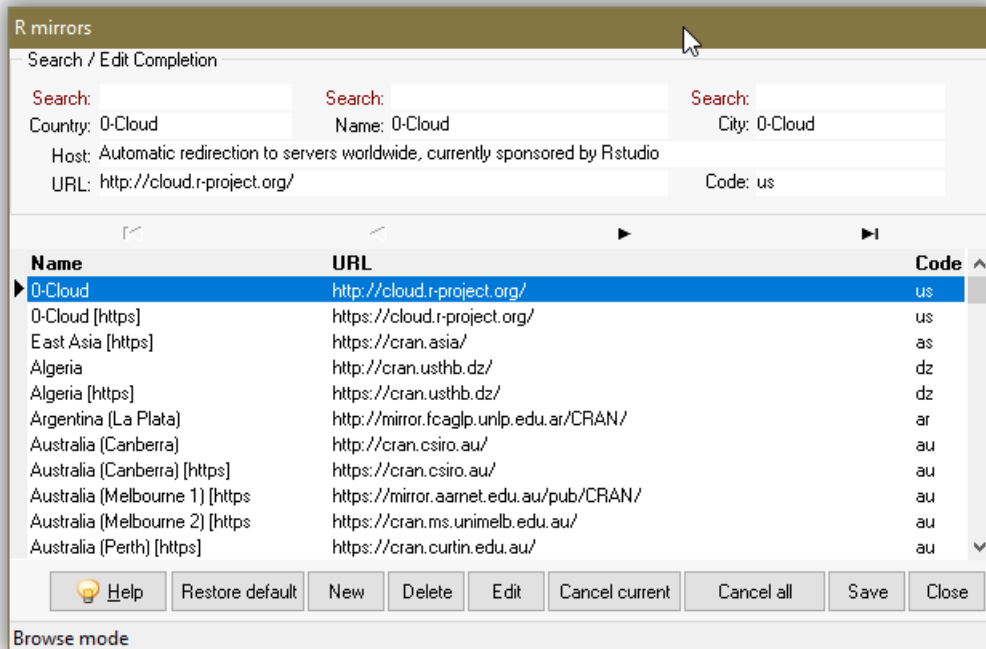 R mirrors
Search / Edit Completion
Search: Search: Search:
Country: 0-Cloud Name: 0-Cloud City: 0-Cloud
Host: Automatic redirection to servers worldwide, currently sponsored by Rstudio
URL: http://cloud.r-project.org/ Code: us
Name URL Code
0-Cloud http://cloud.r-project.org/ us
0-Cloud [https] https://cloud.r-project.org/ us
East Asia [https] https://cran.asia/ as
Algeria http://cran.usthb.dz/ dz
Algeria [https] https://cran.usthb.dz/ dz
Argentina (La Plata) http://mirror.fcaglp.unlp.edu.ar/CRAN/ ar
Australia (Canberra) http://cran.csiro.au/ au
Australia (Canberra) [https] https://cran.csiro.au/ au
Australia (Melbourne 1) [https https://mirror.aarnet.edu.au/pub/CRAN/ au
Australia (Melbourne 2) [https https://cran.ms.unimelb.edu.au/ au
Australia (Perth) [https] https://cran.curtin.edu.au/ au
Help Restore default New Delete Edit Cancel current Cancel all Save Close
Browse mode